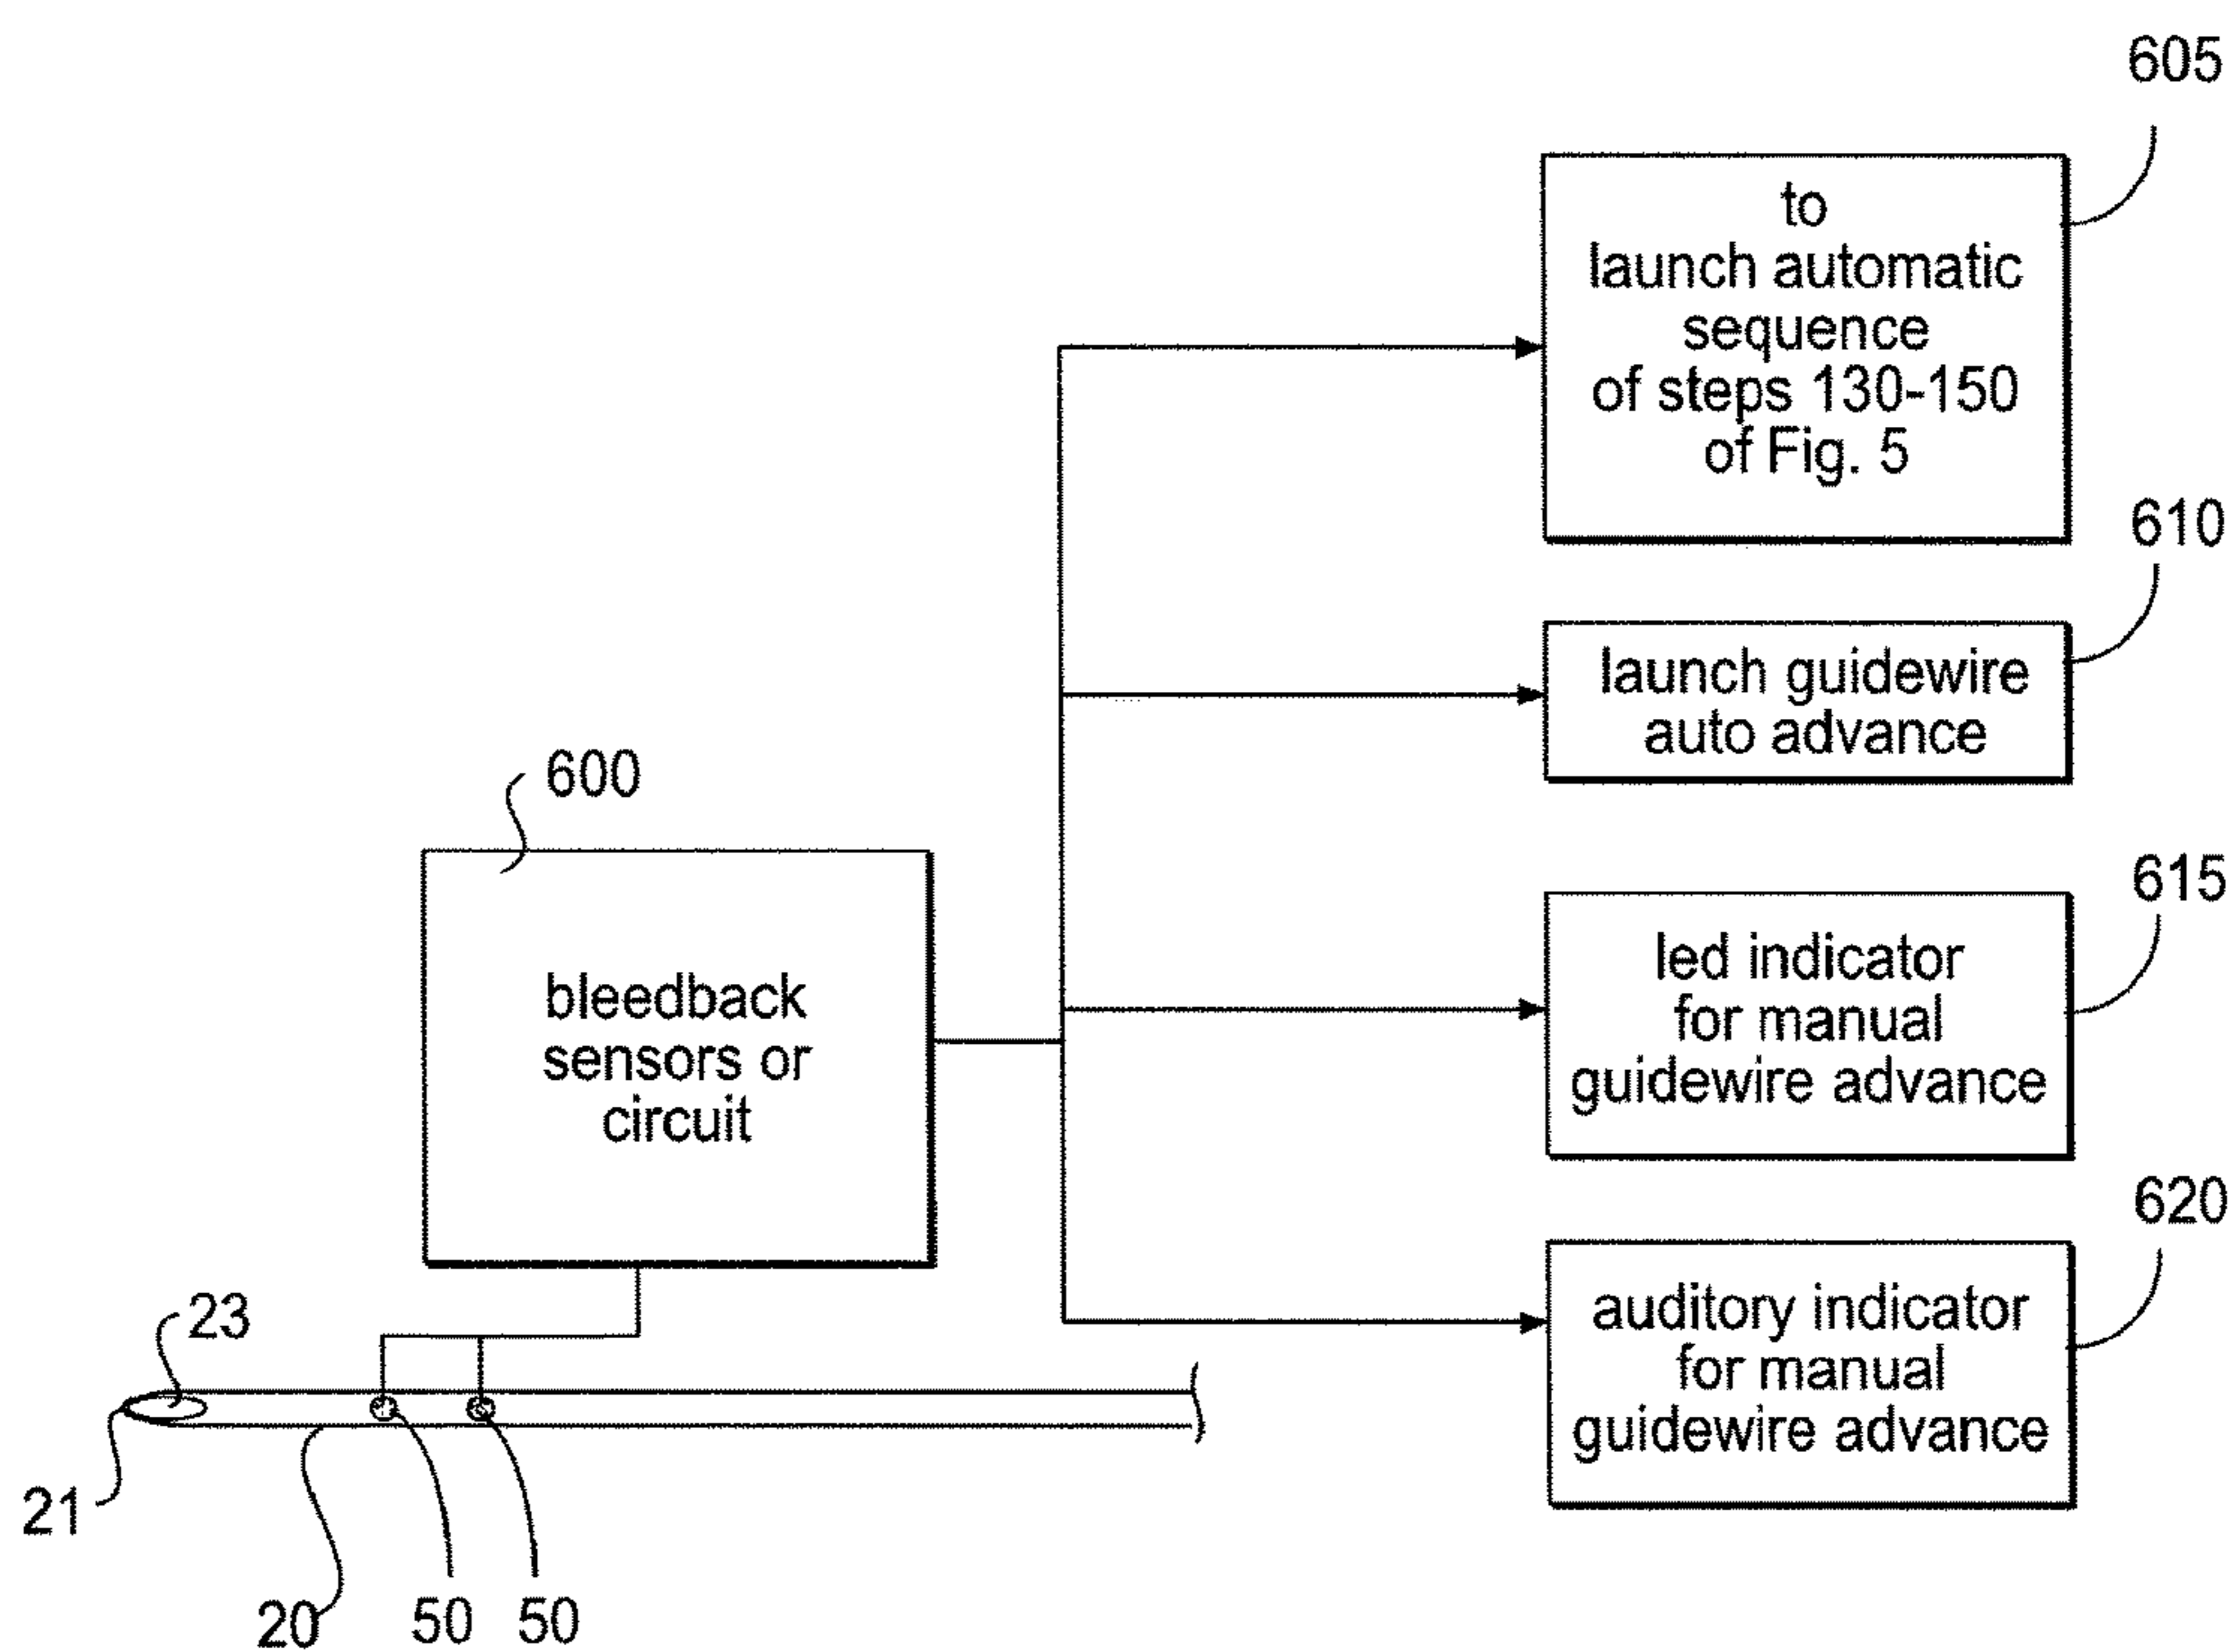 605
to
launch automatic
sequence
of steps 130-150
of Fig. 5
610
launch guidewire
auto advance
600
bleedback
sensors or
circuit
615
led indicator
for manual
guidewire advance
620
auditory indicator
for manual
guidewire advance
23
21
20
50
50